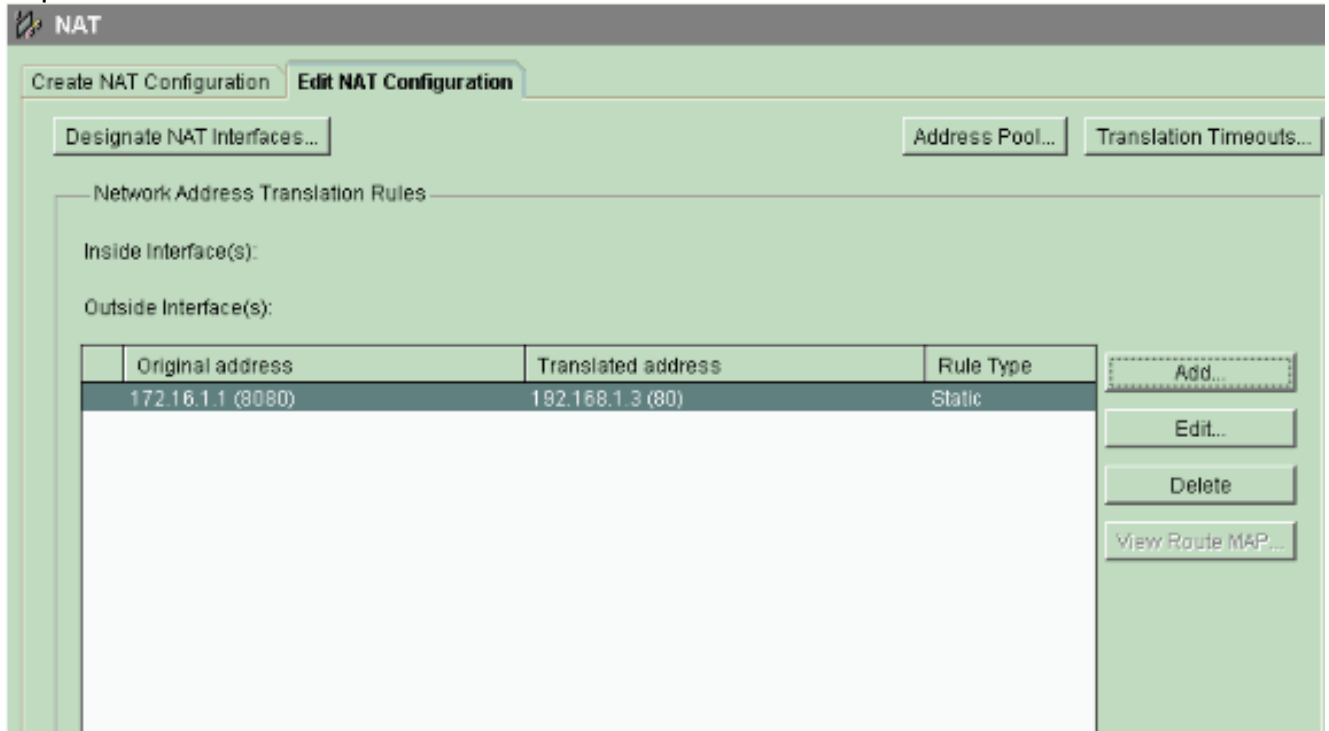 NAT
Create NAT Configuration Edit NAT Configuration
Designate NAT Interfaces... Address Pool... Translation Timeouts...
Network Address Translation Rules
Inside Interface(s):
Outside Interface(s):
Original address Translated address Rule Type
172.16.1.1 (8080) 192.168.1.3 (80) Static
Add...
Edit...
Delete
View Route MAP...